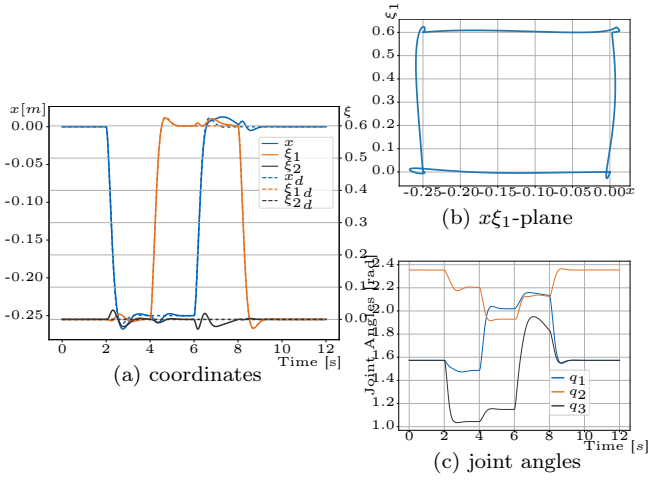 x[m]
ξ
0.00
-0.05
-0.10
-0.15
-0.20
-0.25
0.6
0.5
0.4
0.3
0.2
0.1
0.0
x
ξ1
ξ2
xd
ξ1d
ξ2d
0 2 4 6 8 10 12
Time [s]
(a) coordinates
ξ1
0.6
0.5
0.4
0.3
0.2
0.1
0.0
-0.25 -0.20 -0.15 -0.10 -0.05 0.00 x
(b) xξ1-plane
Joint Angles [rad]
2.4
2.2
2.0
1.8
1.6
1.4
1.2
1.0
q1
q2
q3
0 2 4 6 8 10 12
Time [s]
(c) joint angles